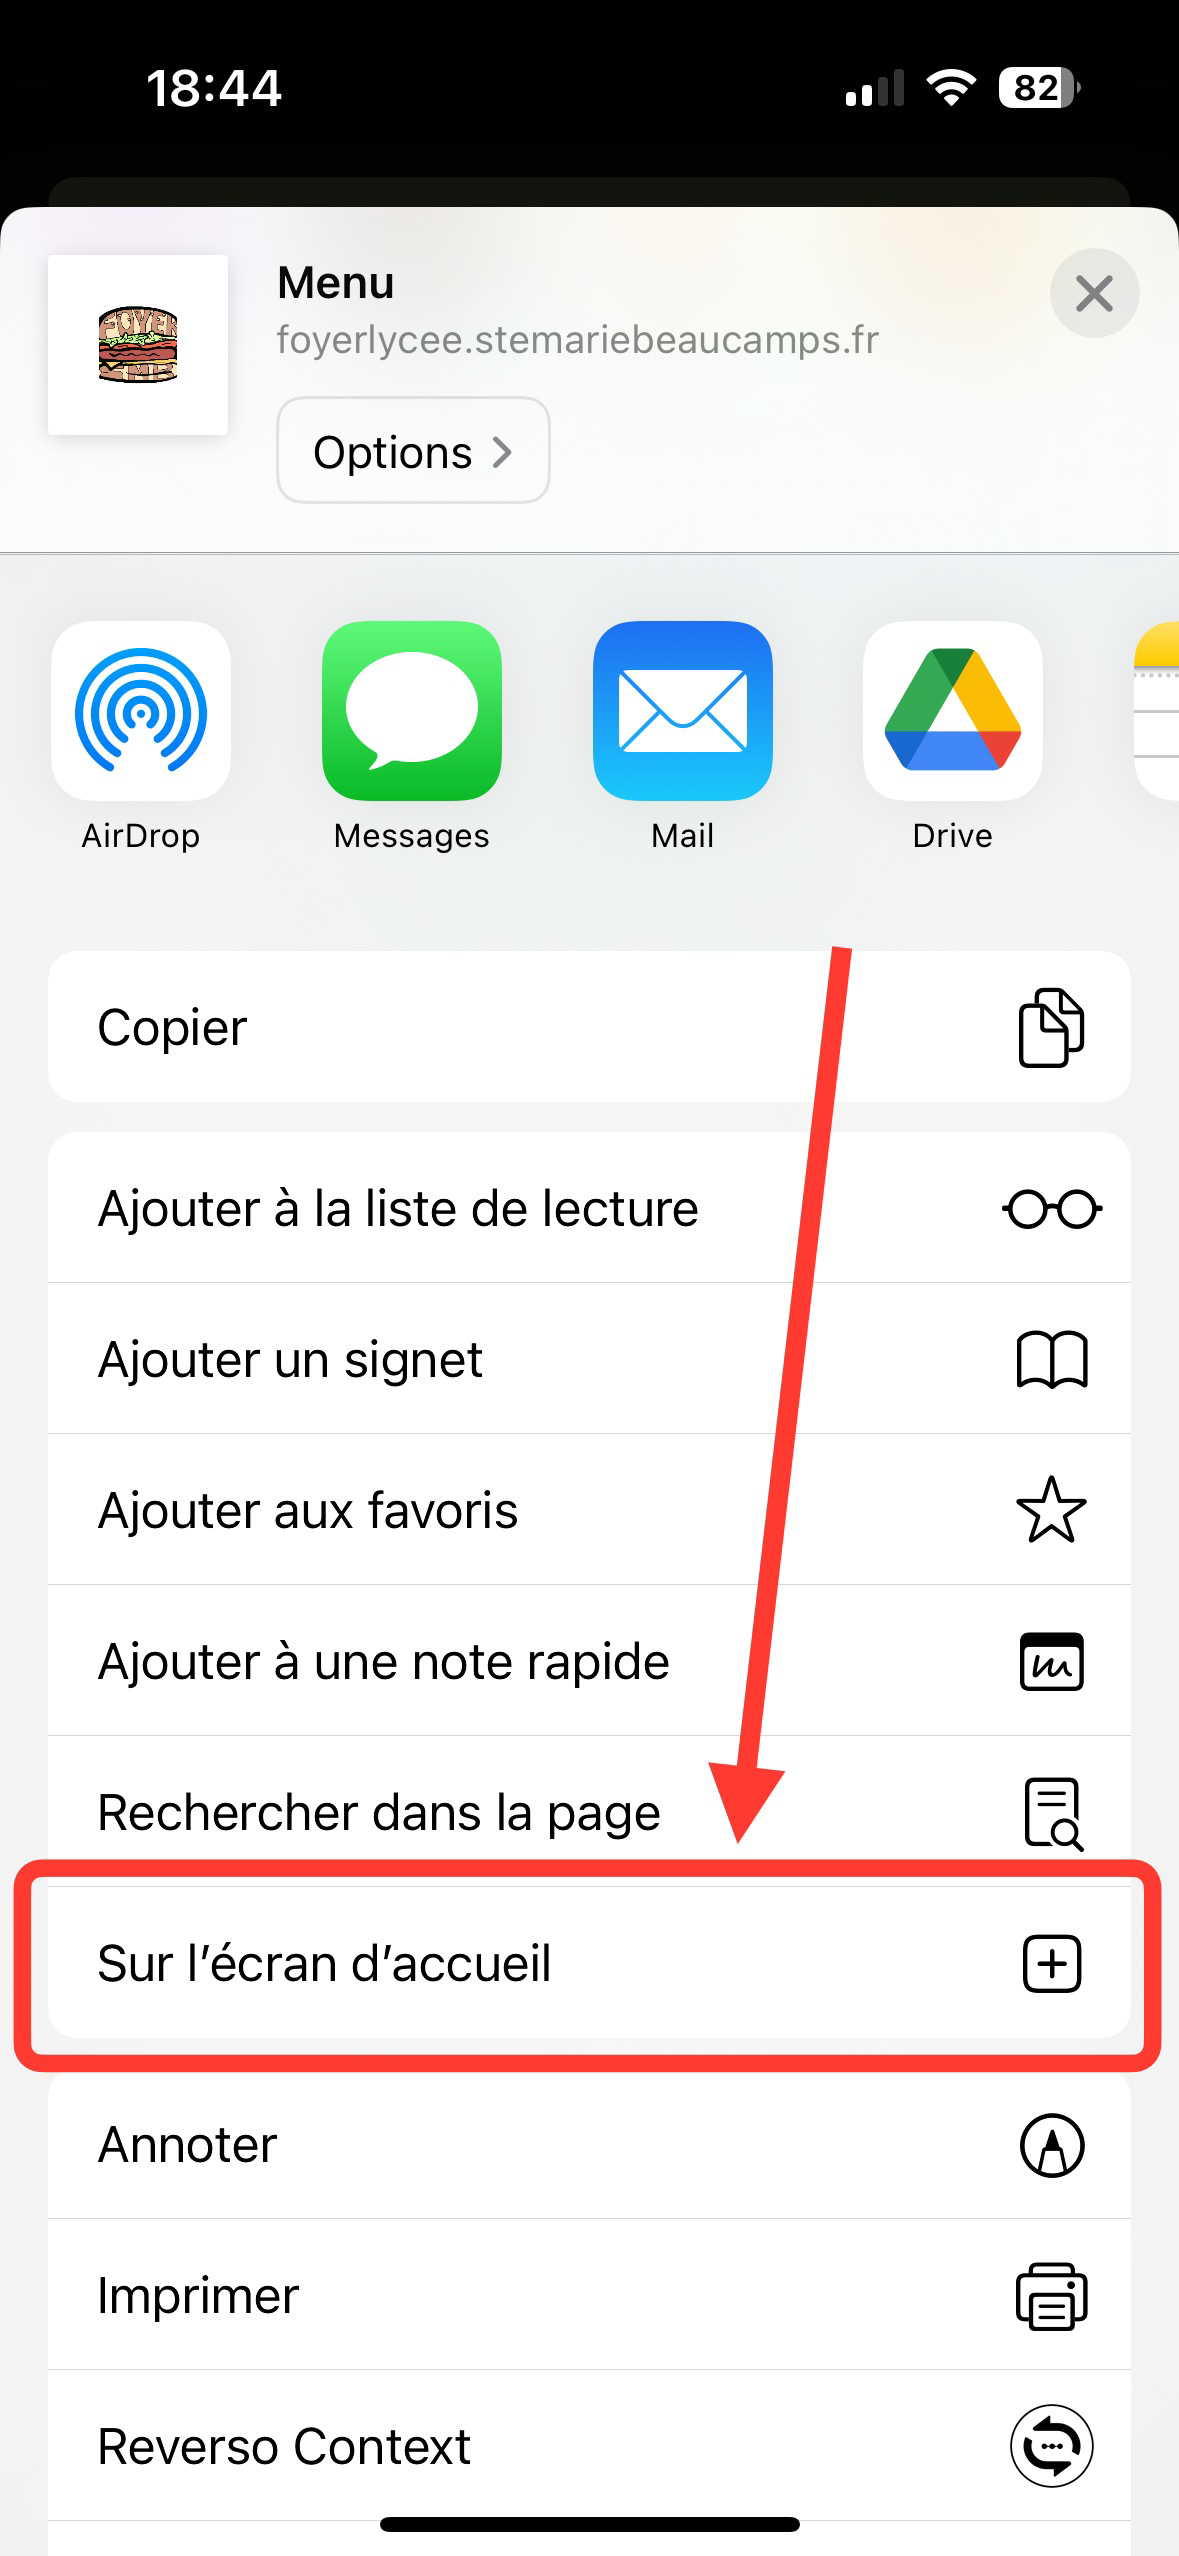 18:44
82
FOYER
Menu
foyerlycee.stemariebeaucamps.fr
Options
AirDrop
Messages
Mail
Drive
Copier
Ajouter à la liste de lecture
Ajouter un signet
Ajouter aux favoris
Ajouter à une note rapide
Rechercher dans la page
Sur l’écran d’accueil
Annoter
Imprimer
Reverso Context